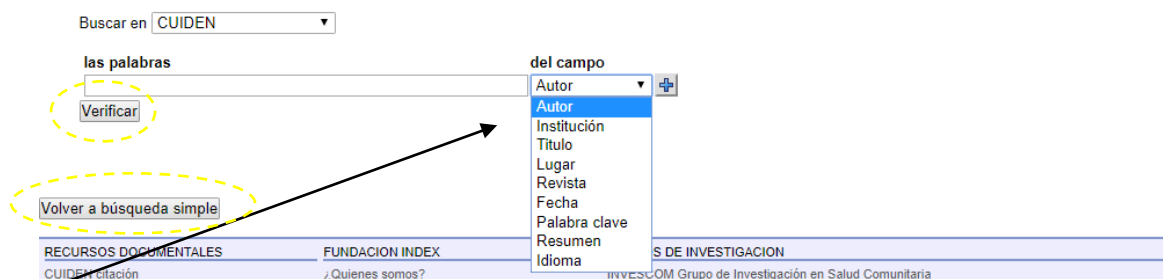 Buscar en CUIDEN
las palabras del campo
Autor
Verificar
Autor
Institución
Titulo
Lugar
Revista
Fecha
Palabra clave
Resumen
Idioma
Volver a búsqueda simple
RECURSOS DOCUMENTALES FUNDACION INDEX S DE INVESTIGACION
CUIDEN citación ¿Quienes somos? INVESCOM Grupo de Investigación en Salud Comunitaria